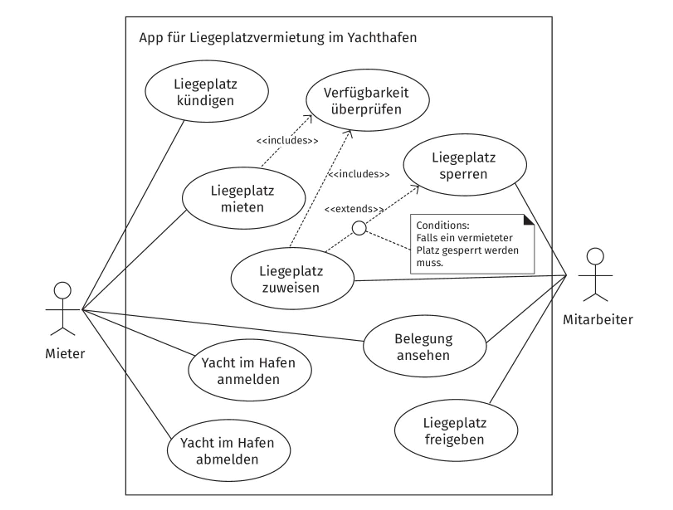 App für Liegeplatzvermietung im Yachthafen
Liegeplatz
kündigen
Verfügbarkeit
überprüfen
<<includes>>
Liegeplatz
sperren
<<includes>>
Liegeplatz
mieten
<<extends>>
Conditions:
Falls ein vermieteter
Platz gesperrt werden
muss.
Liegeplatz
zuweisen
Mitarbeiter
Mieter
Belegung
ansehen
Yacht im Hafen
anmelden
Liegeplatz
freigeben
Yacht im Hafen
abmelden